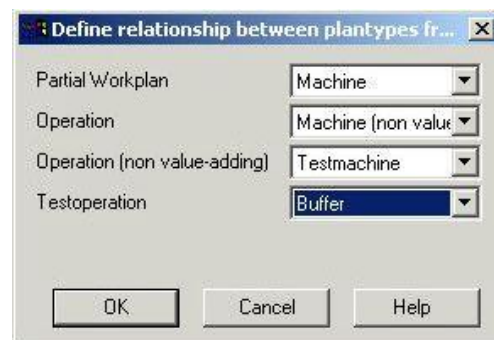 Define relationship between plantypes fr...
Partial Workplan Machine
Operation Machine (non value
Operation (non value-adding) Testmachine
Testoperation Buffer
OK Cancel Help